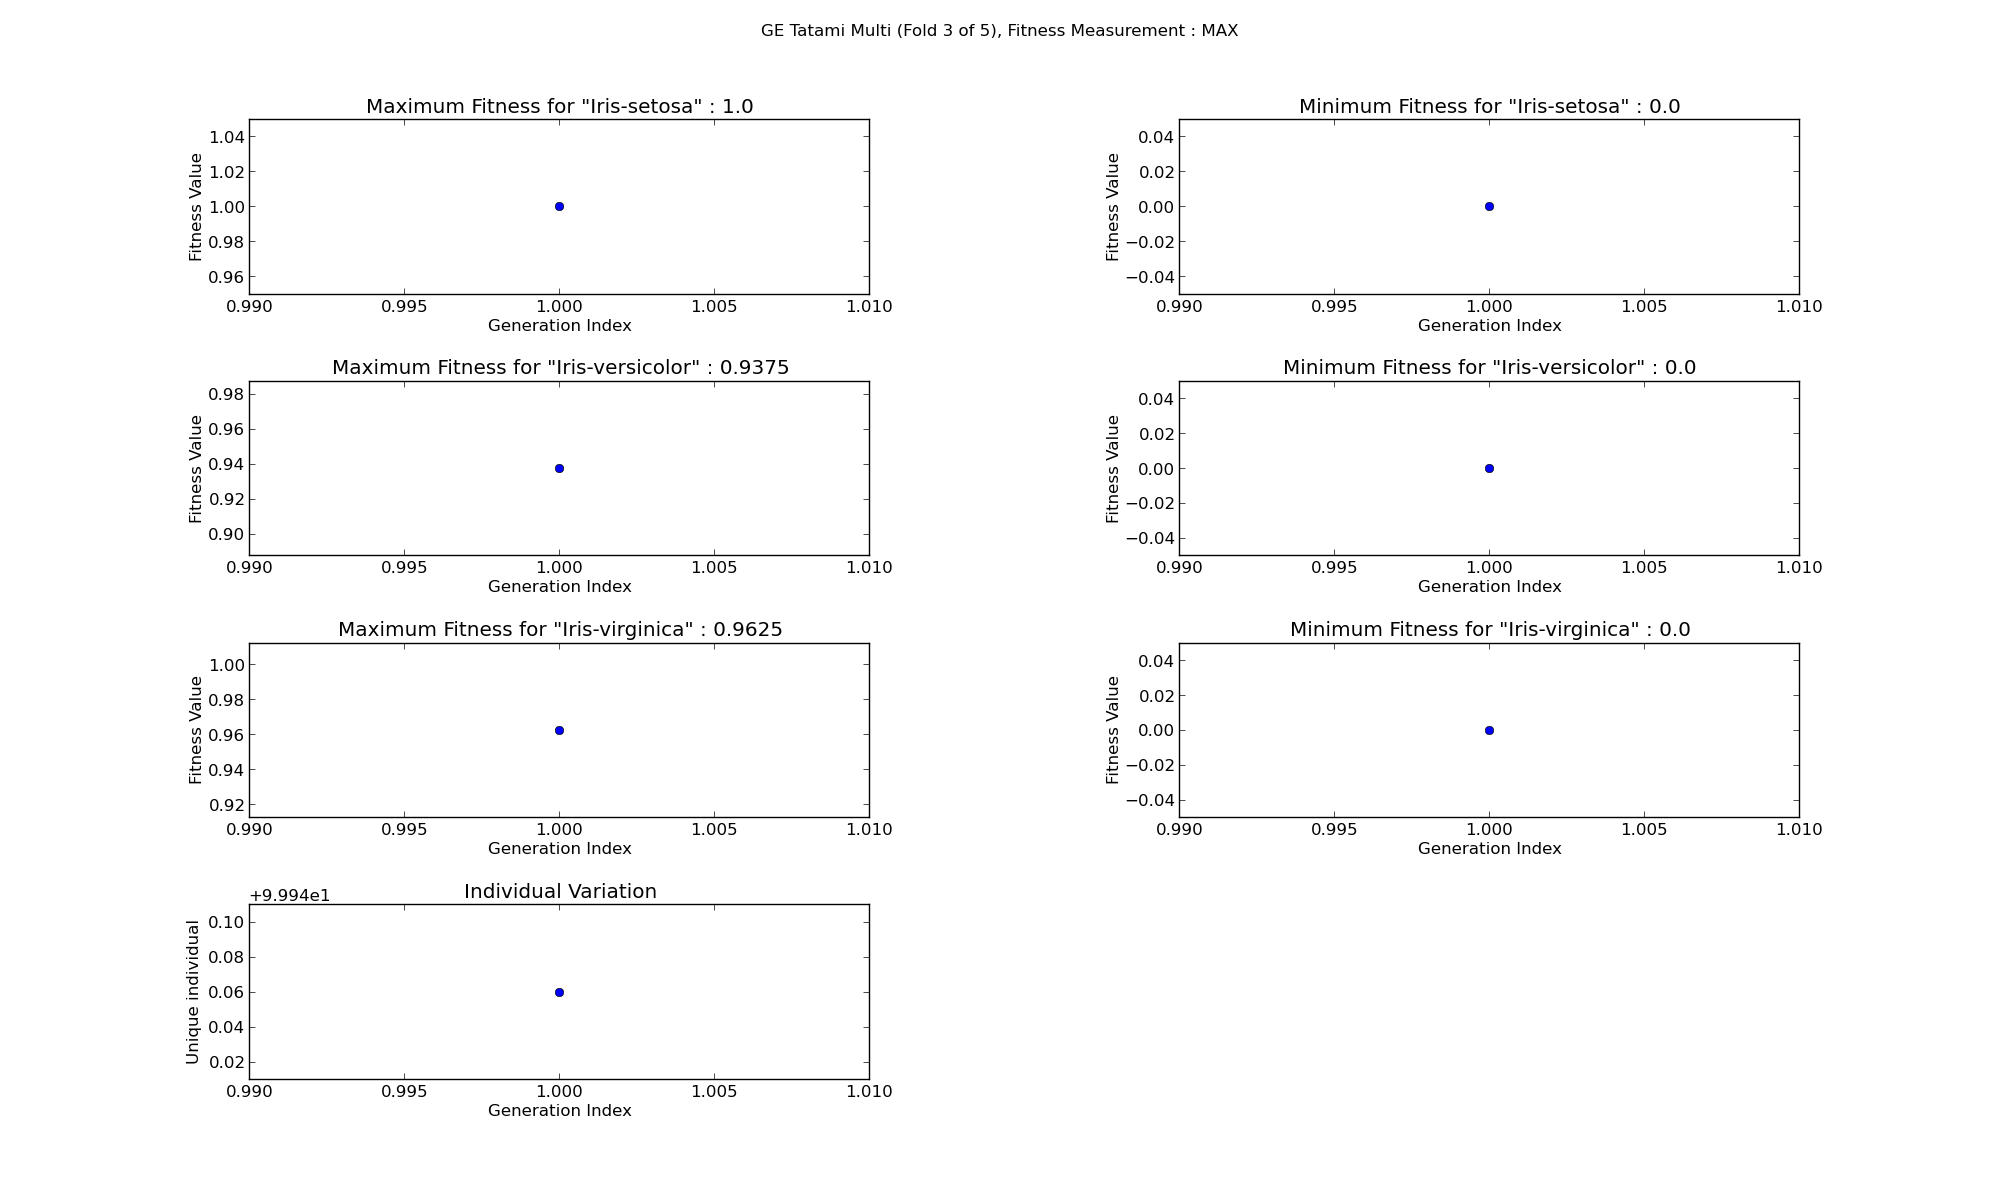 GE Tatami Multi (Fold 3 of 5), Fitness Measurement : MAX
Maximum Fitness for "Iris-setosa" : 1.0
Fitness Value
1.04
1.02
1.00
0.98
0.96
0.990 0.995 1.000 1.005 1.010
Generation Index
Minimum Fitness for "Iris-setosa" : 0.0
Fitness Value
0.04
0.02
0.00
−0.02
−0.04
0.990 0.995 1.000 1.005 1.010
Generation Index
Maximum Fitness for "Iris-versicolor" : 0.9375
Fitness Value
0.98
0.96
0.94
0.92
0.90
0.990 0.995 1.000 1.005 1.010
Generation Index
Minimum Fitness for "Iris-versicolor" : 0.0
Fitness Value
0.04
0.02
0.00
−0.02
−0.04
0.990 0.995 1.000 1.005 1.010
Generation Index
Maximum Fitness for "Iris-virginica" : 0.9625
Fitness Value
1.00
0.98
0.96
0.94
0.92
0.990 0.995 1.000 1.005 1.010
Generation Index
Minimum Fitness for "Iris-virginica" : 0.0
Fitness Value
0.04
0.02
0.00
−0.02
−0.04
0.990 0.995 1.000 1.005 1.010
Generation Index
Individual Variation
+9.994e1
Unique individual
0.10
0.08
0.06
0.04
0.02
0.990 0.995 1.000 1.005 1.010
Generation Index